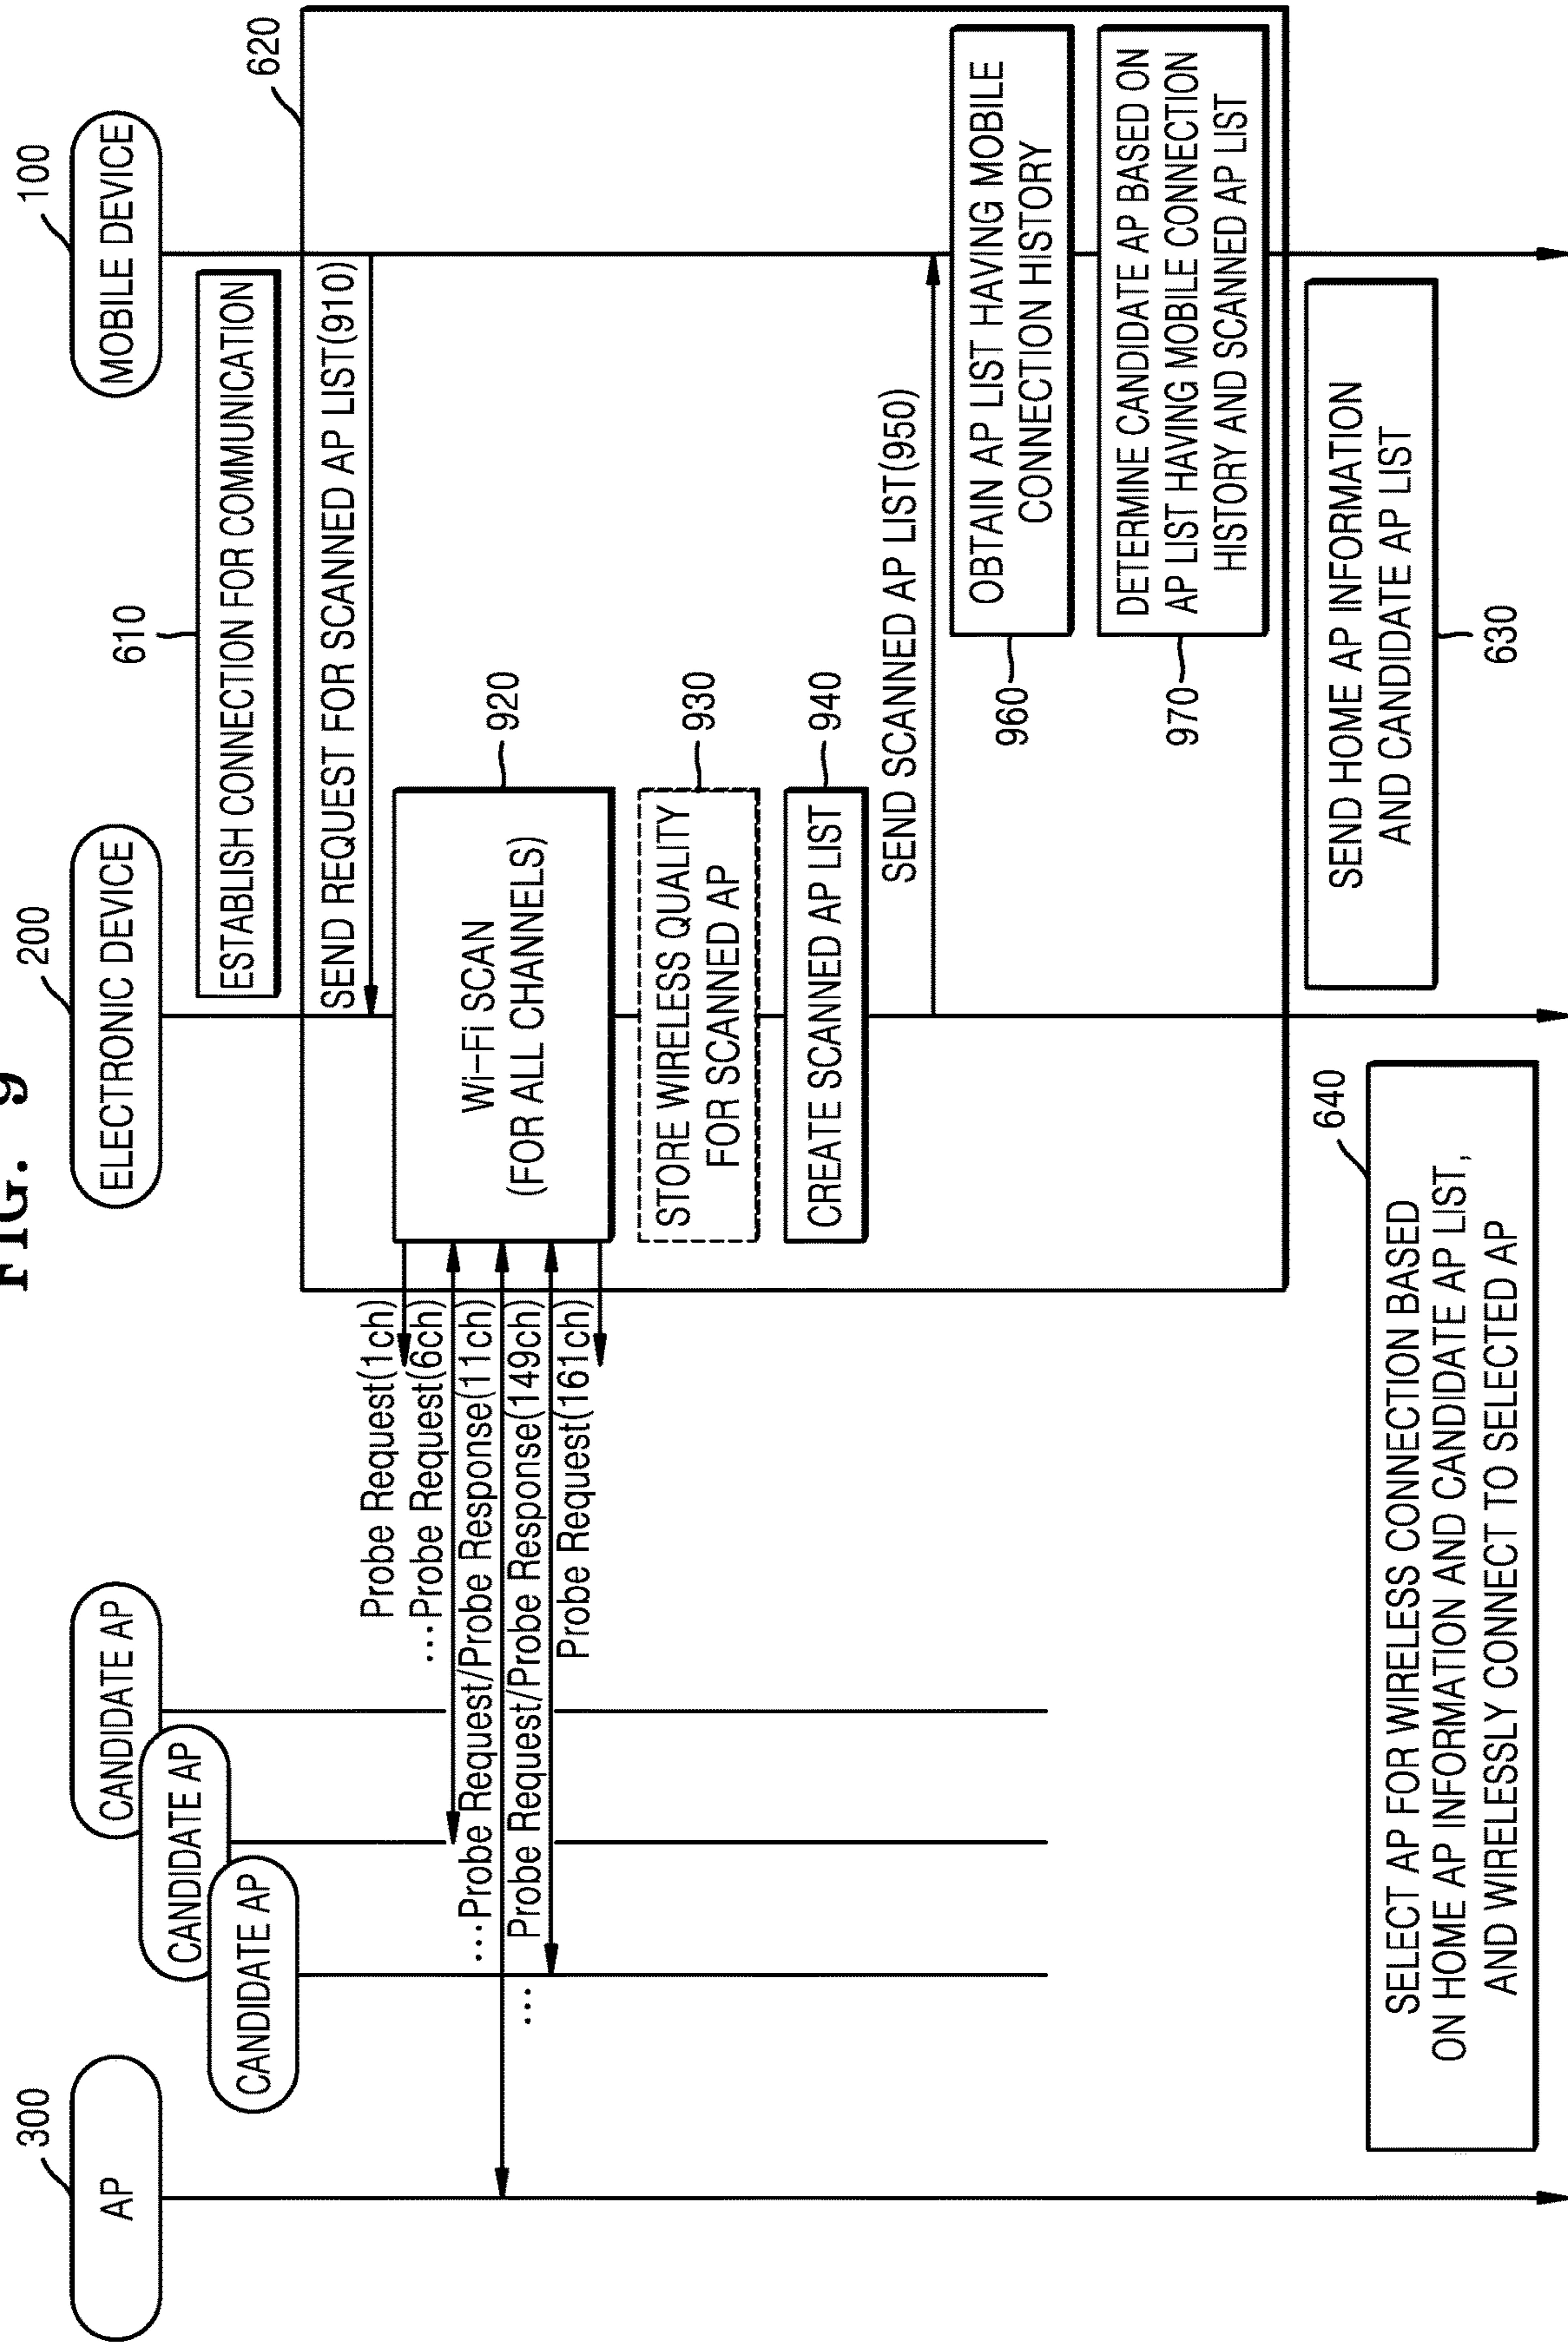 FIG. 9
300
AP
CANDIDATE AP
CANDIDATE AP
CANDIDATE AP
200
ELECTRONIC DEVICE
100
MOBILE DEVICE
610
ESTABLISH CONNECTION FOR COMMUNICATION
620
SEND REQUEST FOR SCANNED AP LIST(910)
Probe Request(1ch)
...Probe Request(6ch)
...Probe Request/Probe Response(11ch)
Probe Request/Probe Response(149ch)
...
Probe Request(161ch)
Wi-Fi SCAN
(FOR ALL CHANNELS)
920
STORE WIRELESS QUALITY
FOR SCANNED AP
930
CREATE SCANNED AP LIST
940
SEND SCANNED AP LIST(950)
OBTAIN AP LIST HAVING MOBILE
CONNECTION HISTORY
960
DETERMINE CANDIDATE AP BASED ON
AP LIST HAVING MOBILE CONNECTION
HISTORY AND SCANNED AP LIST
970
SEND HOME AP INFORMATION
AND CANDIDATE AP LIST
630
640
SELECT AP FOR WIRELESS CONNECTION BASED
ON HOME AP INFORMATION AND CANDIDATE AP LIST,
AND WIRELESSLY CONNECT TO SELECTED AP